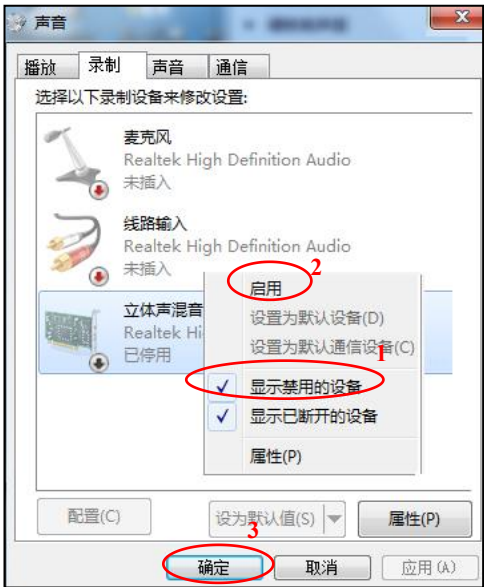 声音
播放 录制 声音 通信
选择以下录制设备来修改设置:
麦克风
Realtek High Definition Audio
未插入
线路输入
Realtek High Definition Audio
未插入
立体声混音
Realtek Hi
已停用
2
启用
设置为默认设备(D)
设置为默认通信设备(C)
1
显示禁用的设备
显示已断开的设备
属性(P)
配置(C) 设为默认值(S) 属性(P)
3
确定 取消 应用(A)